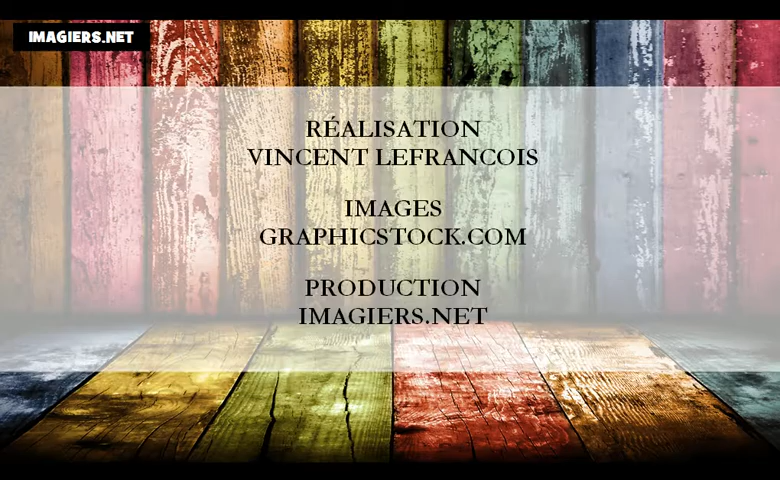 IMAGIERS.NET
RÉALISATION
VINCENT LEFRANCOIS
IMAGES
GRAPHICSTOCK.COM
PRODUCTION
IMAGIERS.NET